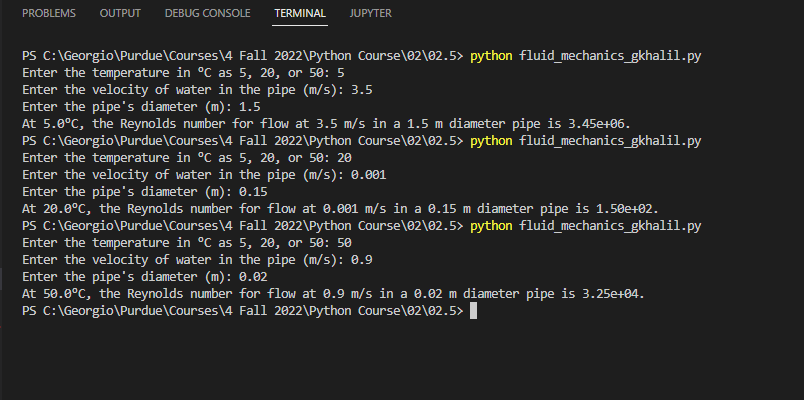 PROBLEMS OUTPUT DEBUG CONSOLE TERMINAL JUPYTER
PS C:\Georgio\Purdue\Courses\4 Fall 2022\Python Course\02\02.5> python fluid_mechanics_gkhalil.py
Enter the temperature in ºC as 5, 20, or 50: 5
Enter the velocity of water in the pipe (m/s): 3.5
Enter the pipe's diameter (m): 1.5
At 5.0ºC, the Reynolds number for flow at 3.5 m/s in a 1.5 m diameter pipe is 3.45e+06.
PS C:\Georgio\Purdue\Courses\4 Fall 2022\Python Course\02\02.5> python fluid_mechanics_gkhalil.py
Enter the temperature in ºC as 5, 20, or 50: 20
Enter the velocity of water in the pipe (m/s): 0.001
Enter the pipe's diameter (m): 0.15
At 20.0ºC, the Reynolds number for flow at 0.001 m/s in a 0.15 m diameter pipe is 1.50e+02.
PS C:\Georgio\Purdue\Courses\4 Fall 2022\Python Course\02\02.5> python fluid_mechanics_gkhalil.py
Enter the temperature in ºC as 5, 20, or 50: 50
Enter the velocity of water in the pipe (m/s): 0.9
Enter the pipe's diameter (m): 0.02
At 50.0ºC, the Reynolds number for flow at 0.9 m/s in a 0.02 m diameter pipe is 3.25e+04.
PS C:\Georgio\Purdue\Courses\4 Fall 2022\Python Course\02\02.5>